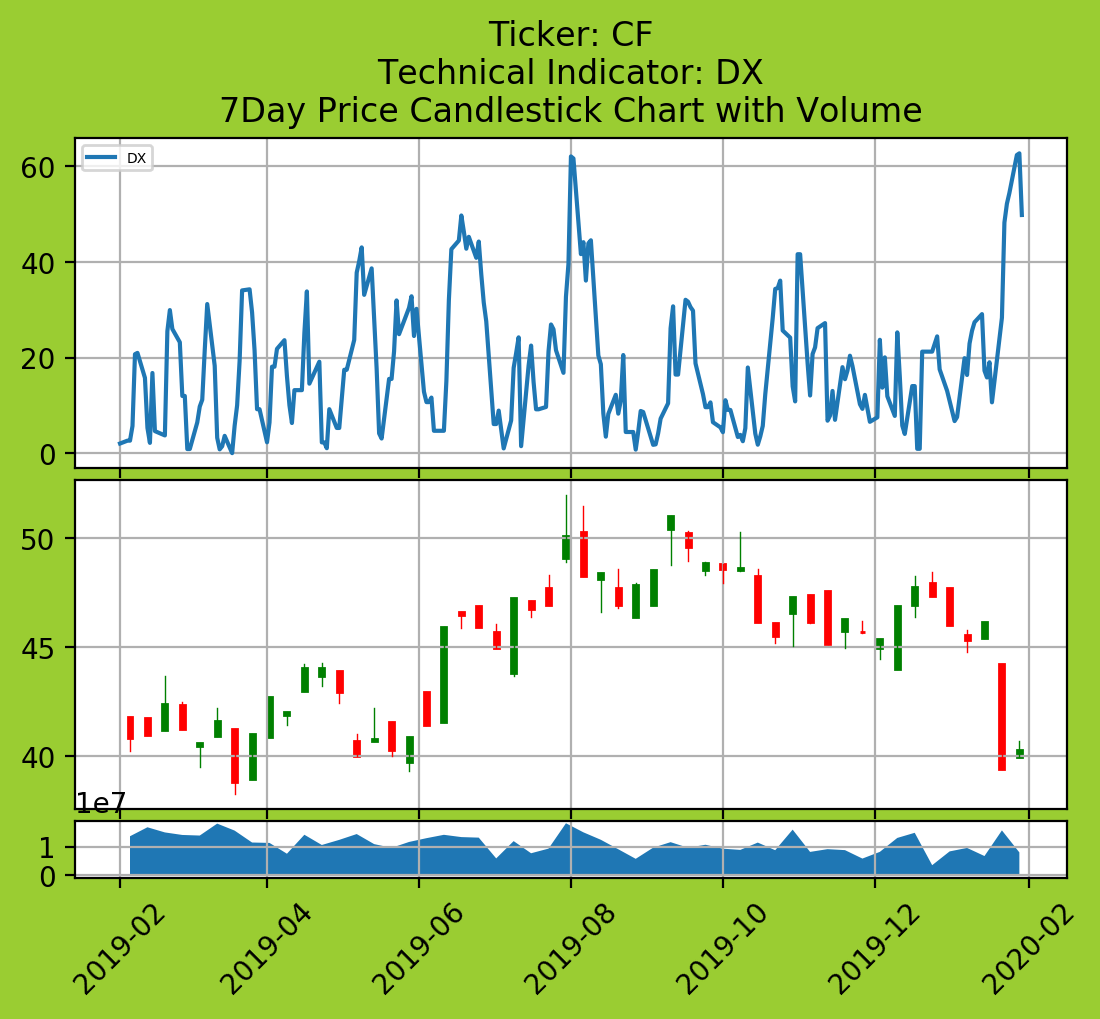 Ticker: CF
Technical Indicator: DX
7Day Price Candlestick Chart with Volume
DX
60
40
20
0
50
45
40
1e7
1
0
2019-02 2019-04 2019-06 2019-08 2019-10 2019-12 2020-02